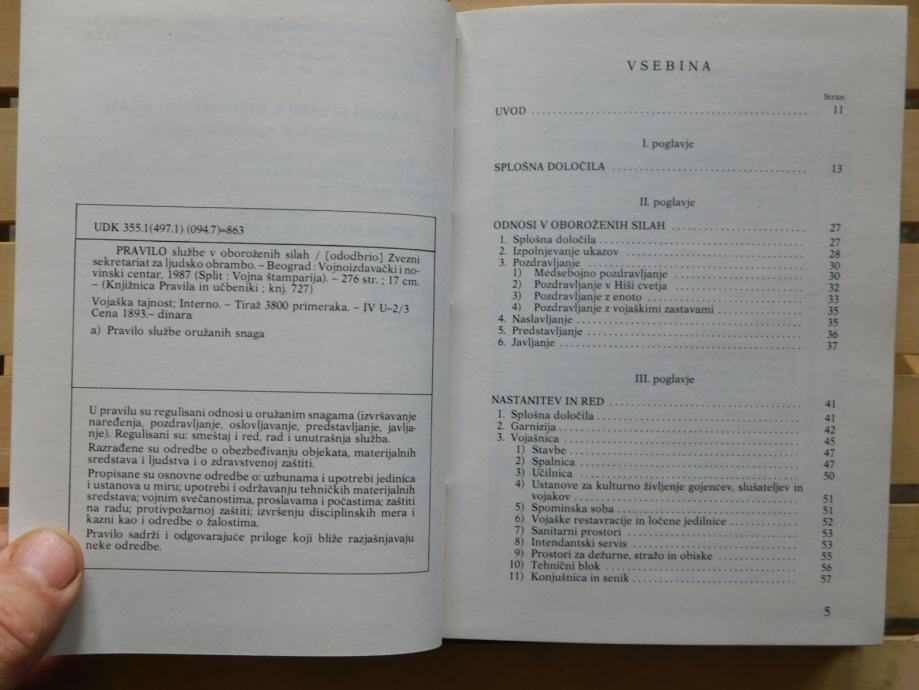 UDK 355.1(497.1) (094.7)=863
PRAVILO službe v oboroženih silah / [ododbrio] Zvezni
sekretariat za ljudsko obrambo. – Beograd : Vojnoizdavački i no-
vinski centar, 1987 (Split : Vojna štamparija). – 276 str. ; 17 cm.
– (Knjižnica Pravila in učbeniki ; knj. 727)
Vojaška tajnost; Interno. – Tiraž 3800 primeraka. – IV U–2/3
Cena 1893.– dinara
a) Pravilo službe oružanih snaga
U pravilu su regulisani odnosi u oružanim snagama (izvršavanje
naređenja, pozdravljanje, oslovljavanje, predstavljanje, javlja-
nje). Regulisani su: smeštaj i red, rad i unutrašnja služba.
Razrađene su odredbe o obezbeđivanju objekata, materijalnih
sredstava i ljudstva i o zdravstvenoj zaštiti.
Propisane su osnovne odredbe o: uzbunama i upotrebi jedinica
i ustanova u miru; upotrebi i održavanju tehničkih materijalnih
sredstava; vojnim svečanostima, proslavama i počastima; zaštiti
na radu; protivpožarnoj zaštiti; izvršenju disciplinskih mera i
kazni kao i odredbe o žalostima.
Pravilo sadrži i odgovarajuće priloge koji bliže razjašnjavaju
neke odredbe.
VSEBINA
Stran
UVOD 11
I. poglavje
SPLOŠNA DOLOČILA 13
II. poglavje
ODNOSI V OBOROŽENIH SILAH 27
1. Splošna določila 27
2. Izpolnjevanje ukazov 28
3. Pozdravljanje 30
1) Medsebojno pozdravljanje 30
2) Pozdravljanje v Hiši cvetja 32
3) Pozdravljanje z enoto 33
4) Pozdravljanje z vojaškimi zastavami 35
4. Naslavljanje 35
5. Predstavljanje 36
6. Javljanje 37
III. poglavje
NASTANITEV IN RED 41
1. Splošna določila 41
2. Garnizija 42
3. Vojašnica 45
1) Stavbe 47
2) Spalnica 47
3) Učilnica 50
4) Ustanove za kulturno življenje gojencev, slušateljev in
vojakov 51
5) Spominska soba 51
6) Vojaške restavracije in ločene jedilnice 52
7) Sanitarni prostori 53
8) Intendantski servis 53
9) Prostori za dežurne, stražo in obiske 55
10) Tehnični blok 56
11) Konjušnica in senik 57
5